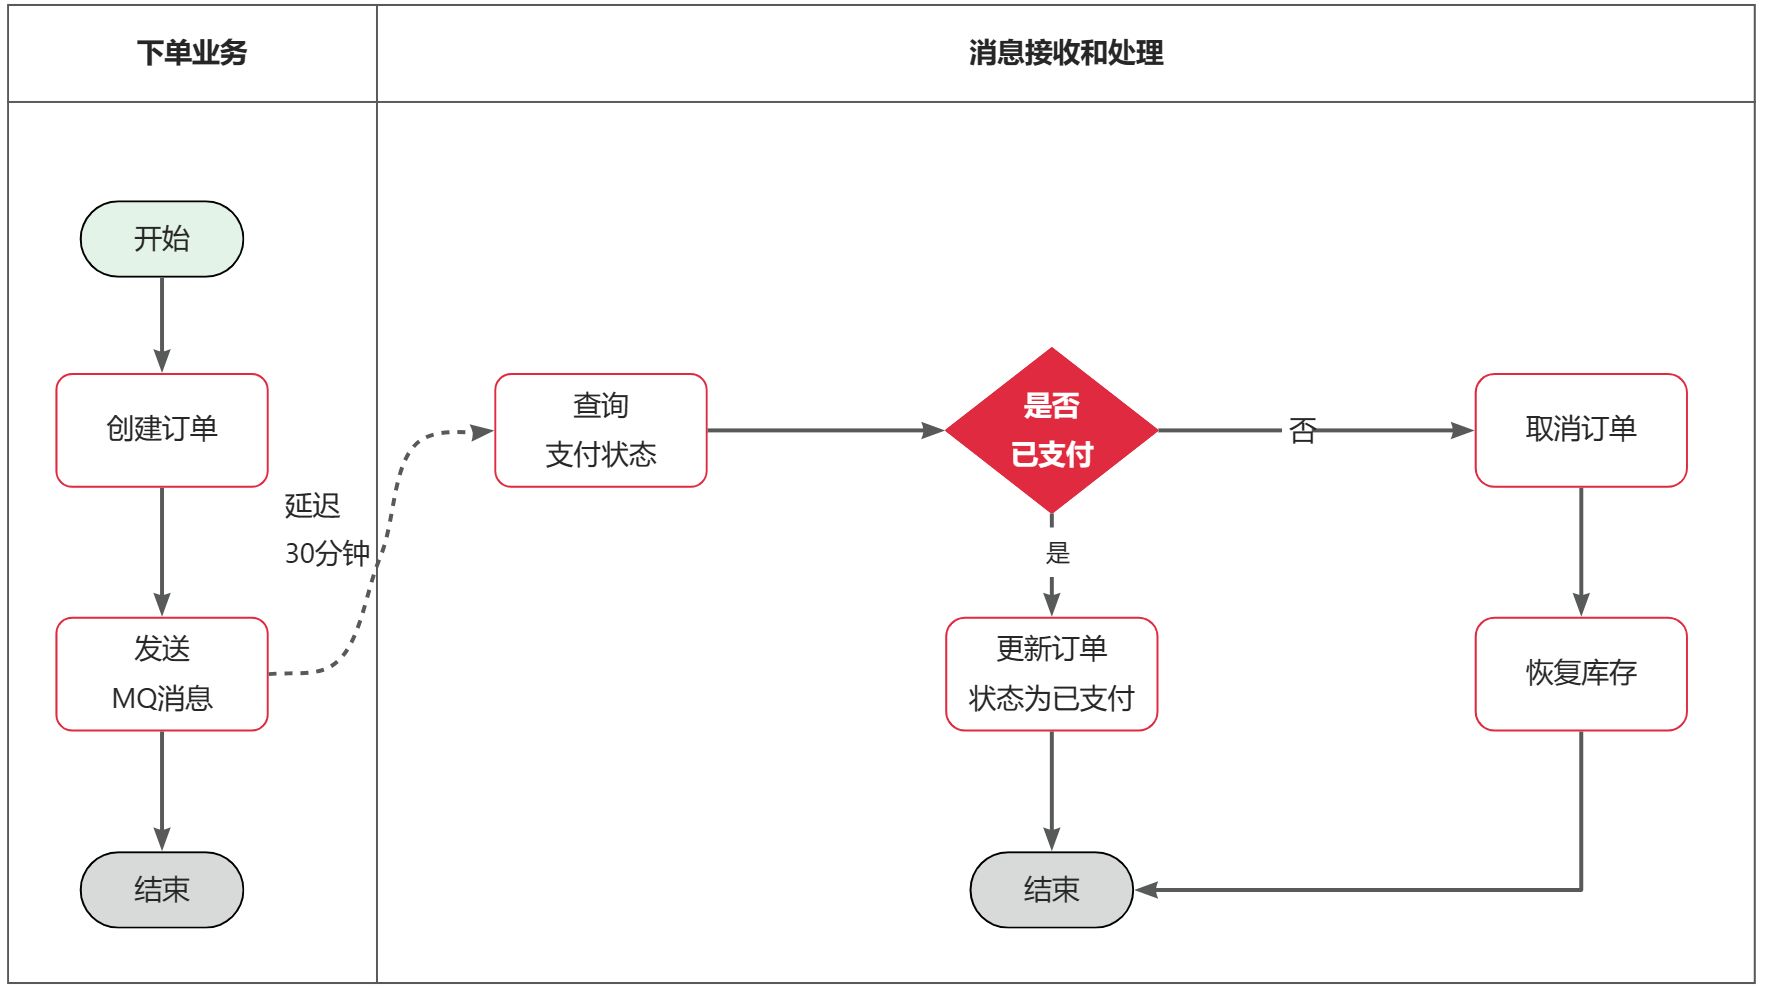 下单业务
消息接收和处理
开始
创建订单
延迟
30分钟
发送
MQ消息
结束
查询
支付状态
是否
已支付
否
是
取消订单
更新订单
状态为已支付
恢复库存
结束